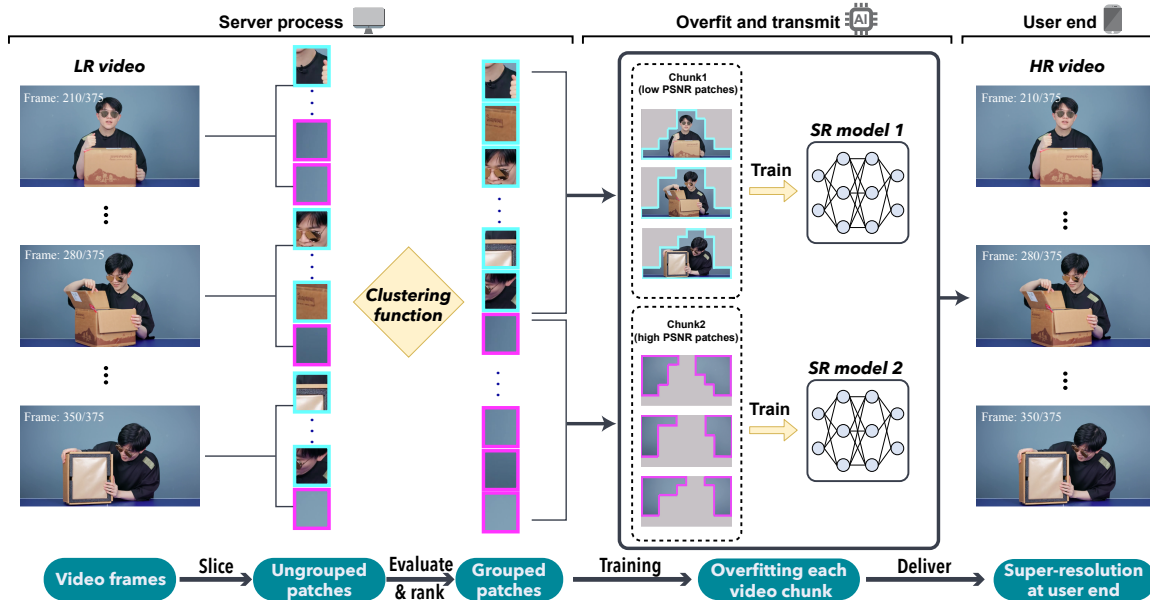 Server process
Overfit and transmit
AI
User end
LR video
Frame: 210/375
Frame: 280/375
Frame: 350/375
Clustering
function
Chunk1
(low PSNR patches)
Train
SR model 1
Chunk2
(high PSNR patches)
Train
SR model 2
HR video
Frame: 210/375
Frame: 280/375
Frame: 350/375
Video frames
Slice
Ungrouped
patches
Evaluate
& rank
Grouped
patches
Training
Overfitting each
video chunk
Deliver
Super-resolution
at user end